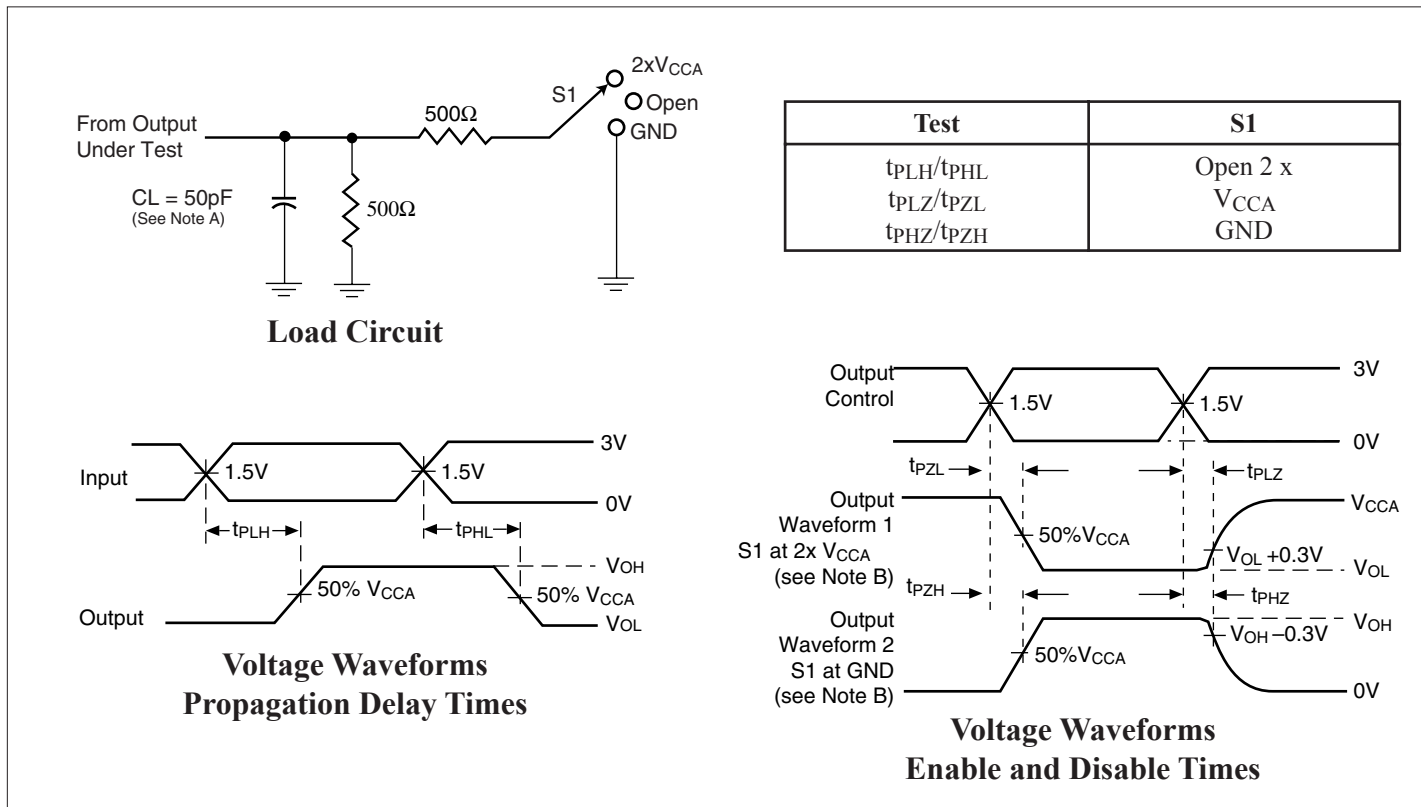 2xVCCA
S1
Open
500Ω
GND
From Output
Under Test
CL = 50pF
(See Note A)
500Ω
Load Circuit
Test S1
tPLH/tPHL Open 2 x
tPLZ/tPZL VCCA
tPHZ/tPZH GND
Input
1.5V
1.5V
3V
0V
tPLH
tPHL
VOH
50% VCCA
50% VCCA
Output
VOL
Voltage Waveforms
Propagation Delay Times
Output
Control
1.5V
1.5V
3V
0V
tPZL
tPLZ
Output
Waveform 1
S1 at 2x VCCA
(see Note B)
VCCA
50%VCCA
VOL +0.3V
VOL
tPZH
tPHZ
Output
Waveform 2
S1 at GND
(see Note B)
VOH
VOH –0.3V
50%VCCA
0V
Voltage Waveforms
Enable and Disable Times